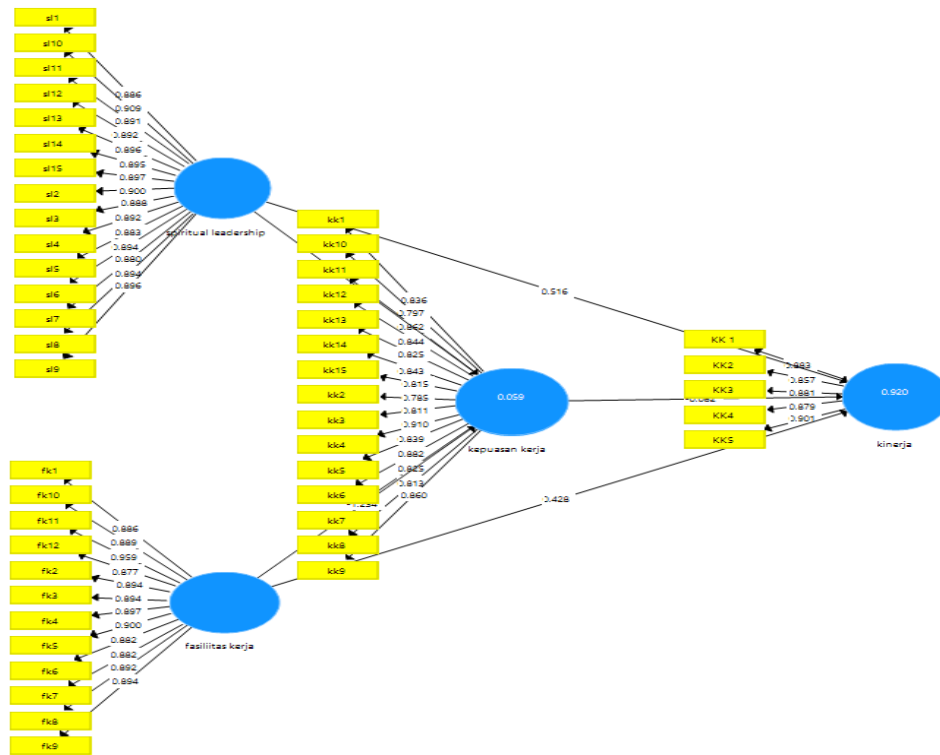 sl1
sl10
sl11
sl12
sl13
sl14
sl15
sl2
sl3
sl4
sl5
sl6
sl7
sl8
sl9
0.886
0.909
0.891
0.892
0.896
0.895
0.897
0.900
0.888
0.892
0.883
0.894
0.880
0.894
0.896
spiritual leadership
kk1
kk10
kk11
kk12
kk13
kk14
kk15
kk2
kk3
kk4
kk5
kk6
kk7
kk8
kk9
0.836
0.797
0.862
0.844
0.825
0.843
0.815
0.785
0.811
0.910
0.839
0.882
0.825
0.813
0.860
0.059
kepuasan kerja
0.516
0.428
KK 1
KK2
KK3
KK4
KK5
0.883
0.857
0.881
0.879
0.901
0.920
kinerja
fk1
fk10
fk11
fk12
fk2
fk3
fk4
fk5
fk6
fk7
fk8
fk9
0.886
0.889
0.959
0.877
0.894
0.894
0.897
0.900
0.882
0.882
0.892
0.894
fasiliitas kerja